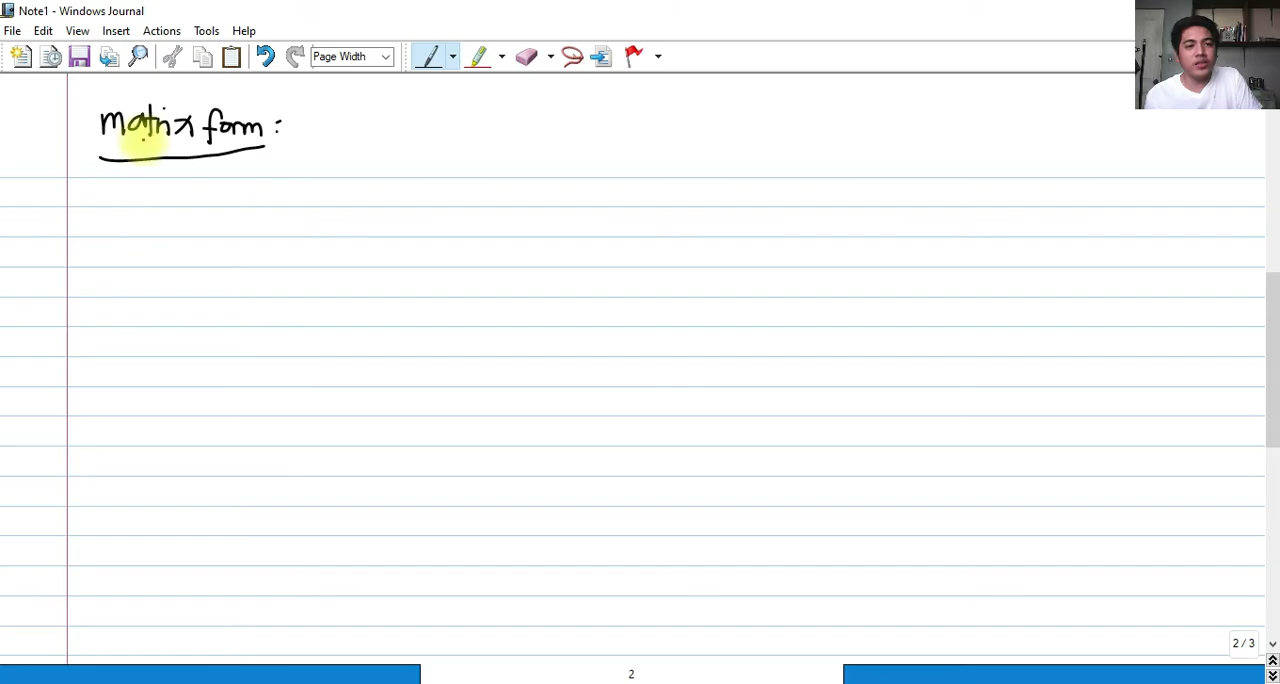 Note1 - Windows Journal
File Edit View Insert Actions Tools Help
Page Width
matrix form :
2 / 3
2